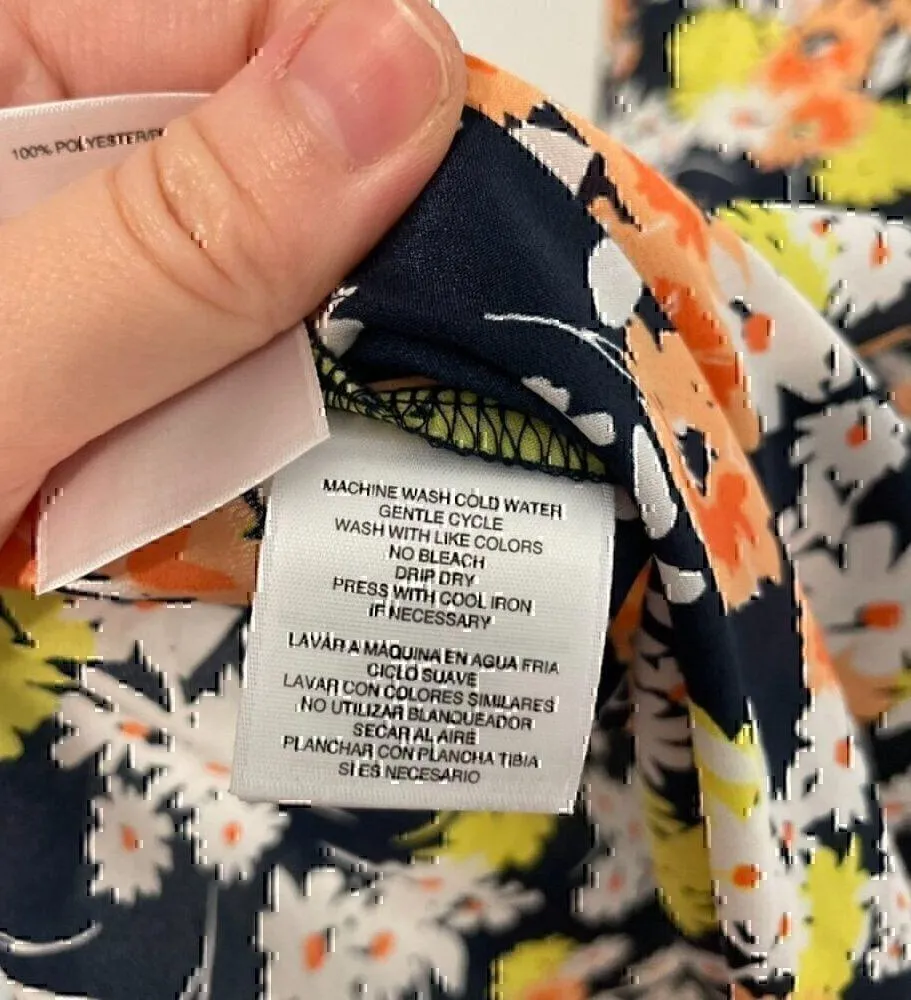 100% POLYESTER/
MACHINE WASH COLD WATER
GENTLE CYCLE
WASH WITH LIKE COLORS
NO BLEACH
DRIP DRY
PRESS WITH COOL IRON
IF NECESSARY
LAVAR A MÁQUINA EN AGUA FRIA
CICLO SUAVE
LAVAR CON COLORES SIMILARES
NO UTILIZAR BLANQUEADOR
SECAR AL AIRE
PLANCHAR CON PLANCHA TIBIA
SI ES NECESARIO